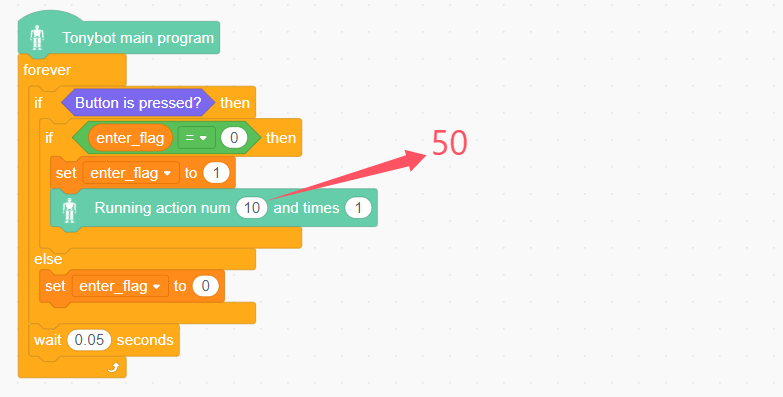 Tonybot main program
forever
if Button is pressed? then
if enter_flag = 0 then
50
set enter_flag to 1
Running action num 10 and times 1
else
set enter_flag to 0
wait 0.05 seconds